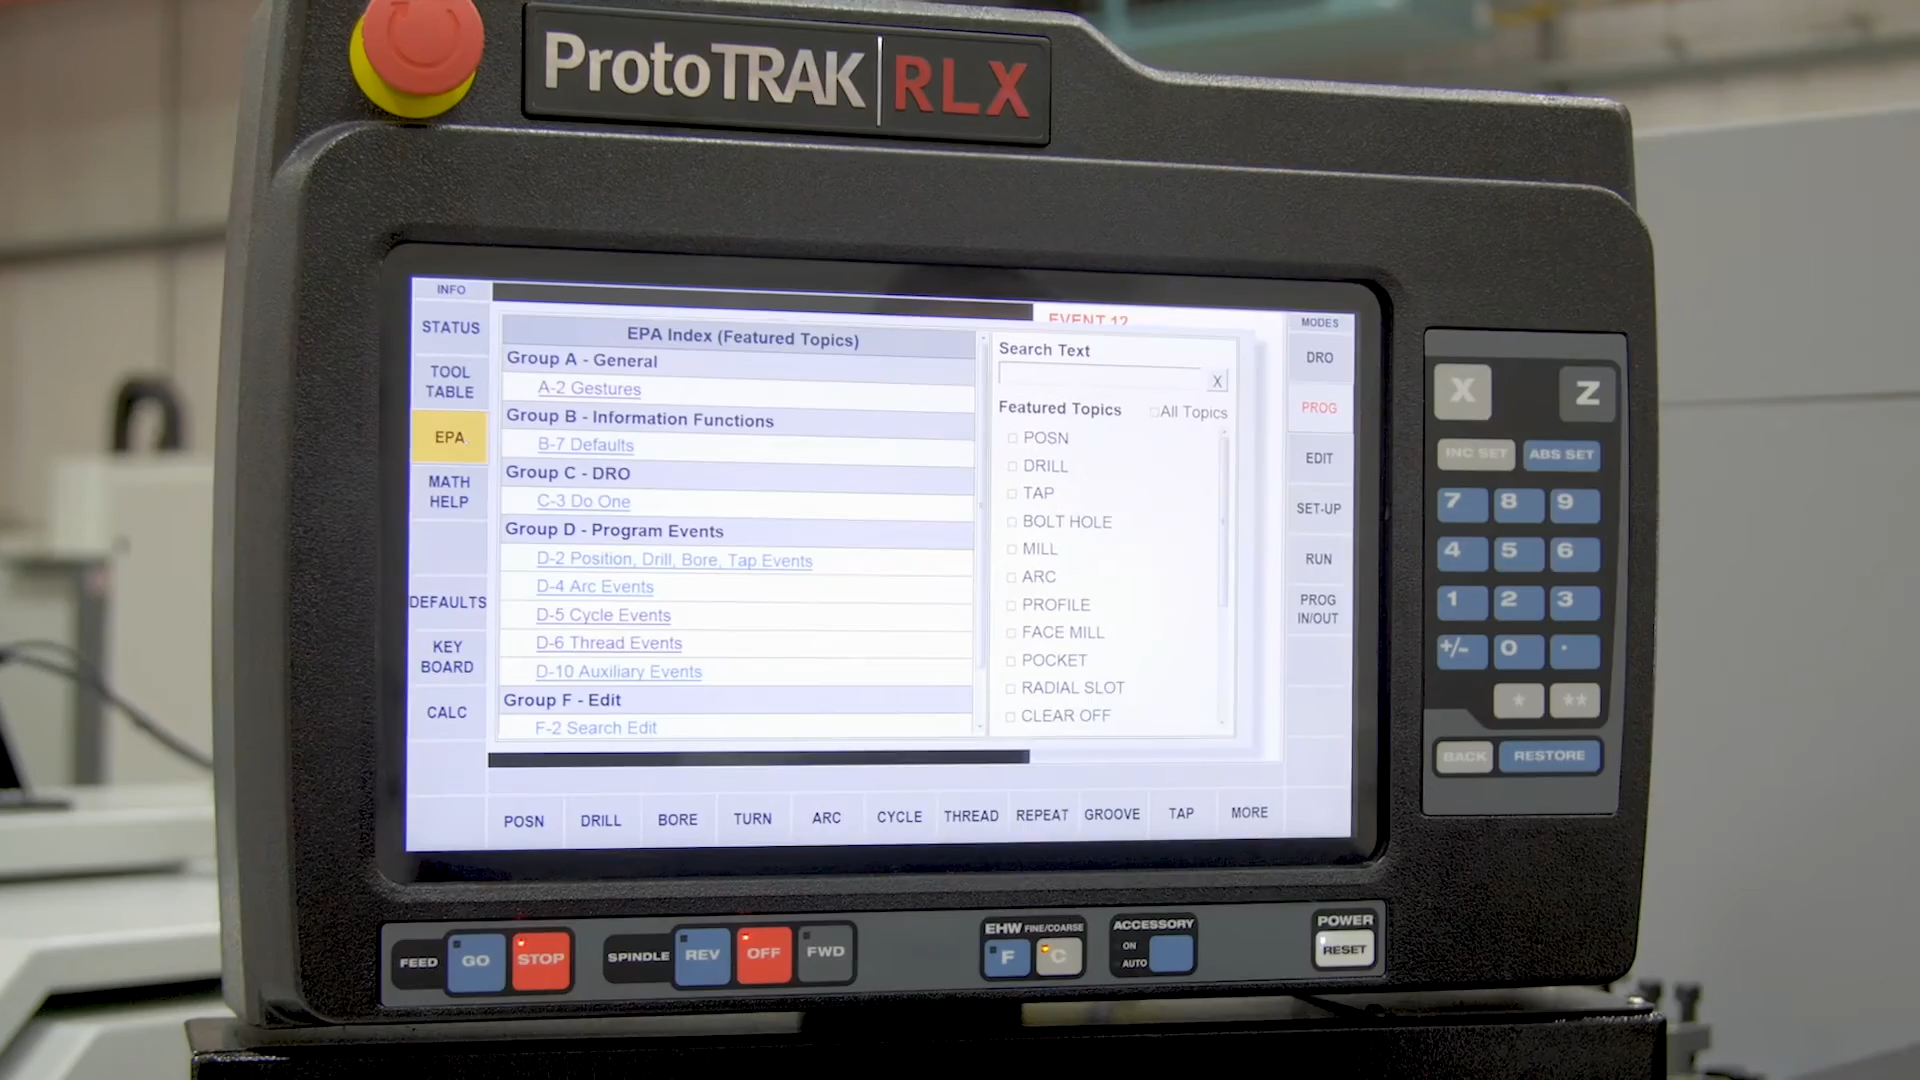 ProtoTRAK RLX
INFO
STATUS
TOOL
TABLE
EPA
MATH
HELP
DEFAULTS
KEY
BOARD
CALC
EVENT 12
EPA Index (Featured Topics)
Group A - General
A-2 Gestures
Group B - Information Functions
B-7 Defaults
Group C - DRO
C-3 Do One
Group D - Program Events
D-2 Position, Drill, Bore, Tap Events
D-4 Arc Events
D-5 Cycle Events
D-6 Thread Events
D-10 Auxiliary Events
Group F - Edit
F-2 Search Edit
Search Text
X
Featured Topics All Topics
POSN
DRILL
TAP
BOLT HOLE
MILL
ARC
PROFILE
FACE MILL
POCKET
RADIAL SLOT
CLEAR OFF
MODES
DRO
PROG
EDIT
SET-UP
RUN
PROG
IN/OUT
POSN DRILL BORE TURN ARC CYCLE THREAD REPEAT GROOVE TAP MORE
X Z
INC SET ABS SET
7 8 9
4 5 6
1 2 3
+/- 0 .
* **
BACK RESTORE
FEED GO STOP
SPINDLE REV OFF FWD
EHW FINE/COARSE
F C
ACCESSORY
ON
AUTO
POWER
RESET